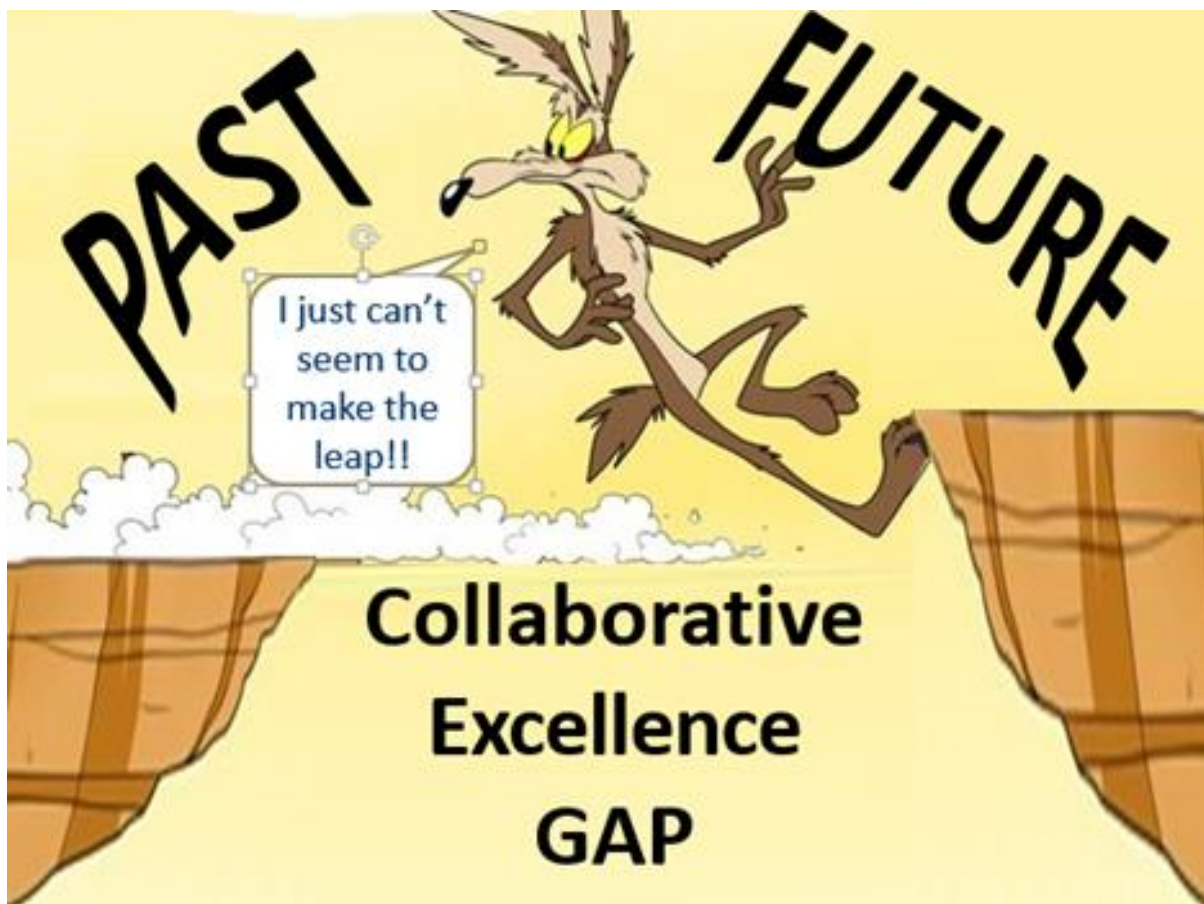 PAST
FUTURE
I just can't
seem to
make the
leap!!
Collaborative
Excellence
GAP